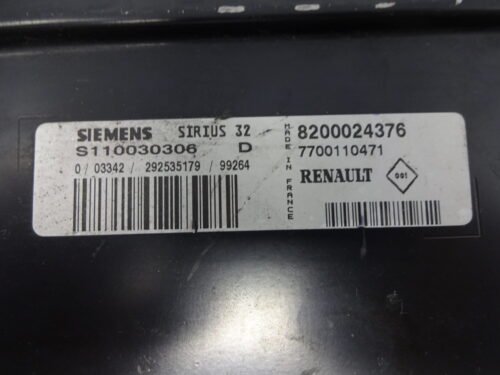 SIEMENS SIRIUS 32
S110030306 D
0 / 03342 / 292535179 / 99264
MADE IN FRANCE
8200024376
7700110471
RENAULT 001